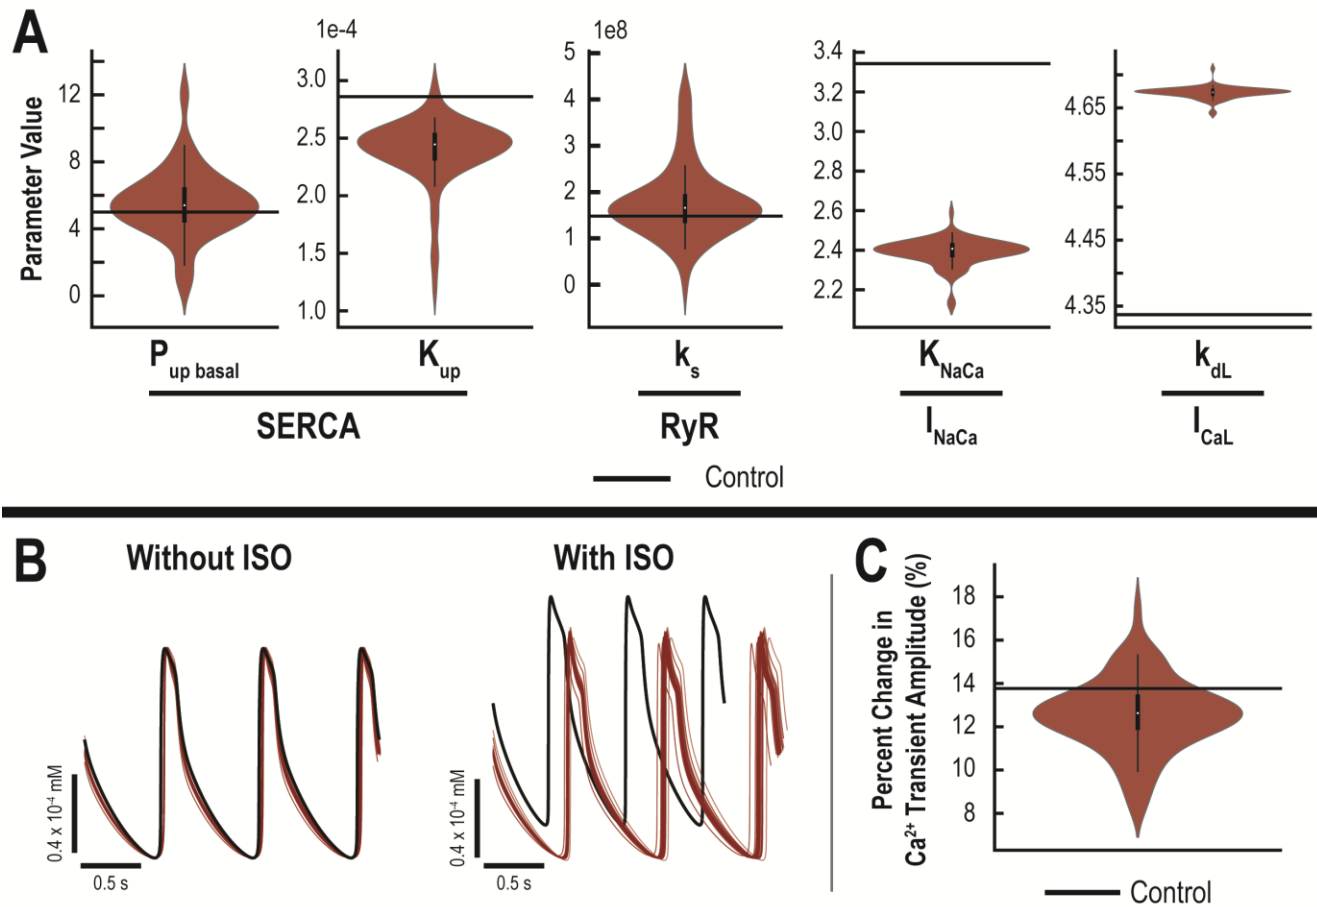 A
Parameter Value
12
8
4
0
P up basal
1e-4
3.0
2.5
2.0
1.5
1.0
K up
SERCA
1e8
5
4
3
2
1
0
k s
RyR
3.4
3.2
3.0
2.8
2.6
2.4
2.2
K NaCa
I NaCa
4.65
4.55
4.45
4.35
k dL
I CaL
Control
B
Without ISO
0.4 x 10⁻⁴ mM
0.5 s
With ISO
0.4 x 10⁻⁴ mM
0.5 s
C
Percent Change in
Ca²⁺ Transient Amplitude (%)
18
16
14
12
10
8
Control